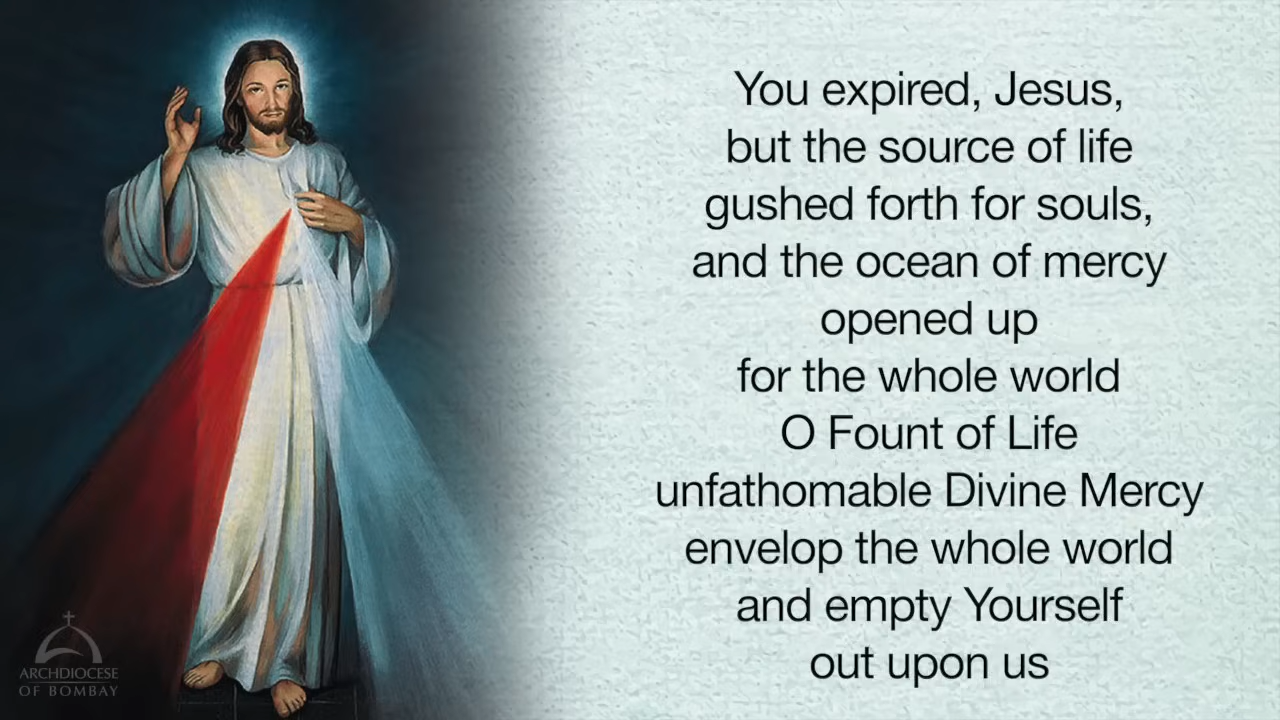 You expired, Jesus,
but the source of life
gushed forth for souls,
and the ocean of mercy
opened up
for the whole world
O Fount of Life
unfathomable Divine Mercy
envelop the whole world
and empty Yourself
out upon us
ARCHDIOCESE
OF BOMBAY